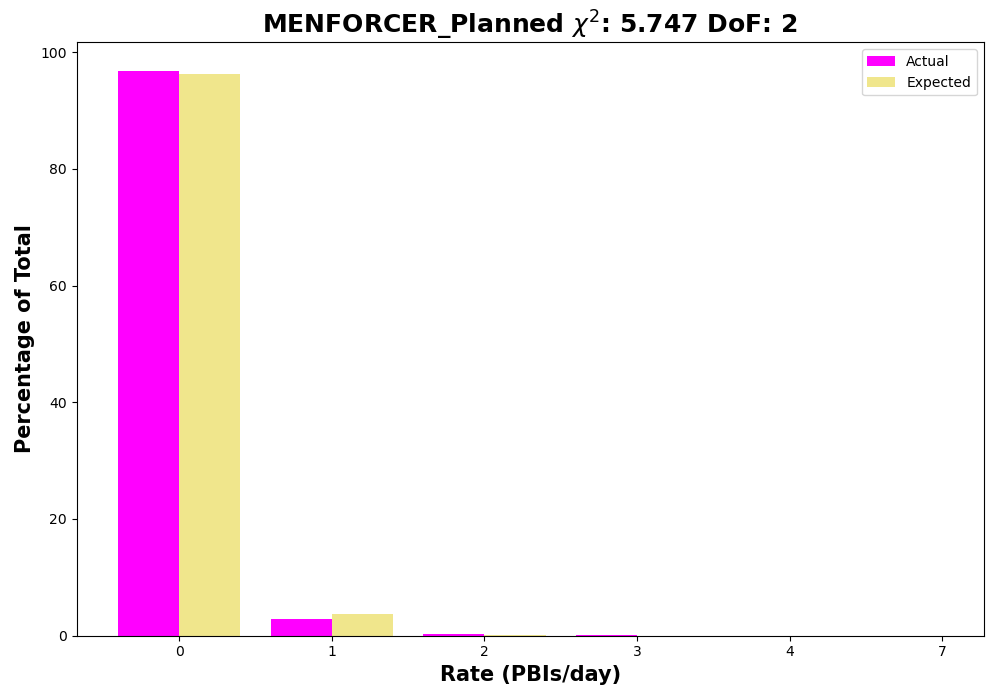 MENFORCER_Planned χ²: 5.747 DoF: 2
Actual
Expected
Percentage of Total
100
80
60
40
20
0
0 1 2 3 4 7
Rate (PBIs/day)